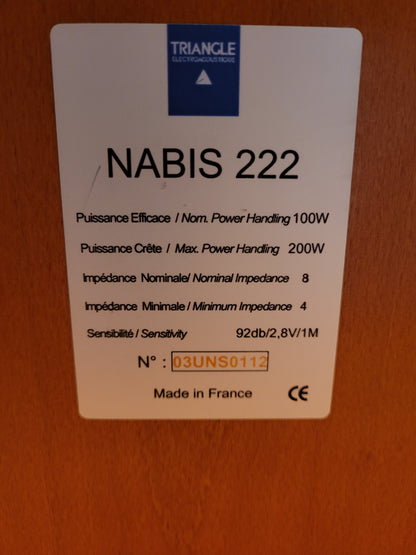 TRIANGLE
ELECTROACOUSTIQUE
NABIS 222
Puissance Efficace / Nom. Power Handling 100W
Puissance Crête / Max. Power Handling 200W
Impédance Nominale/ Nominal Impedance 8
Impédance Minimale / Minimum Impedance 4
Sensibilité / Sensitivity 92db/2,8V/1M
N° : 03UNS0112
Made in France CE